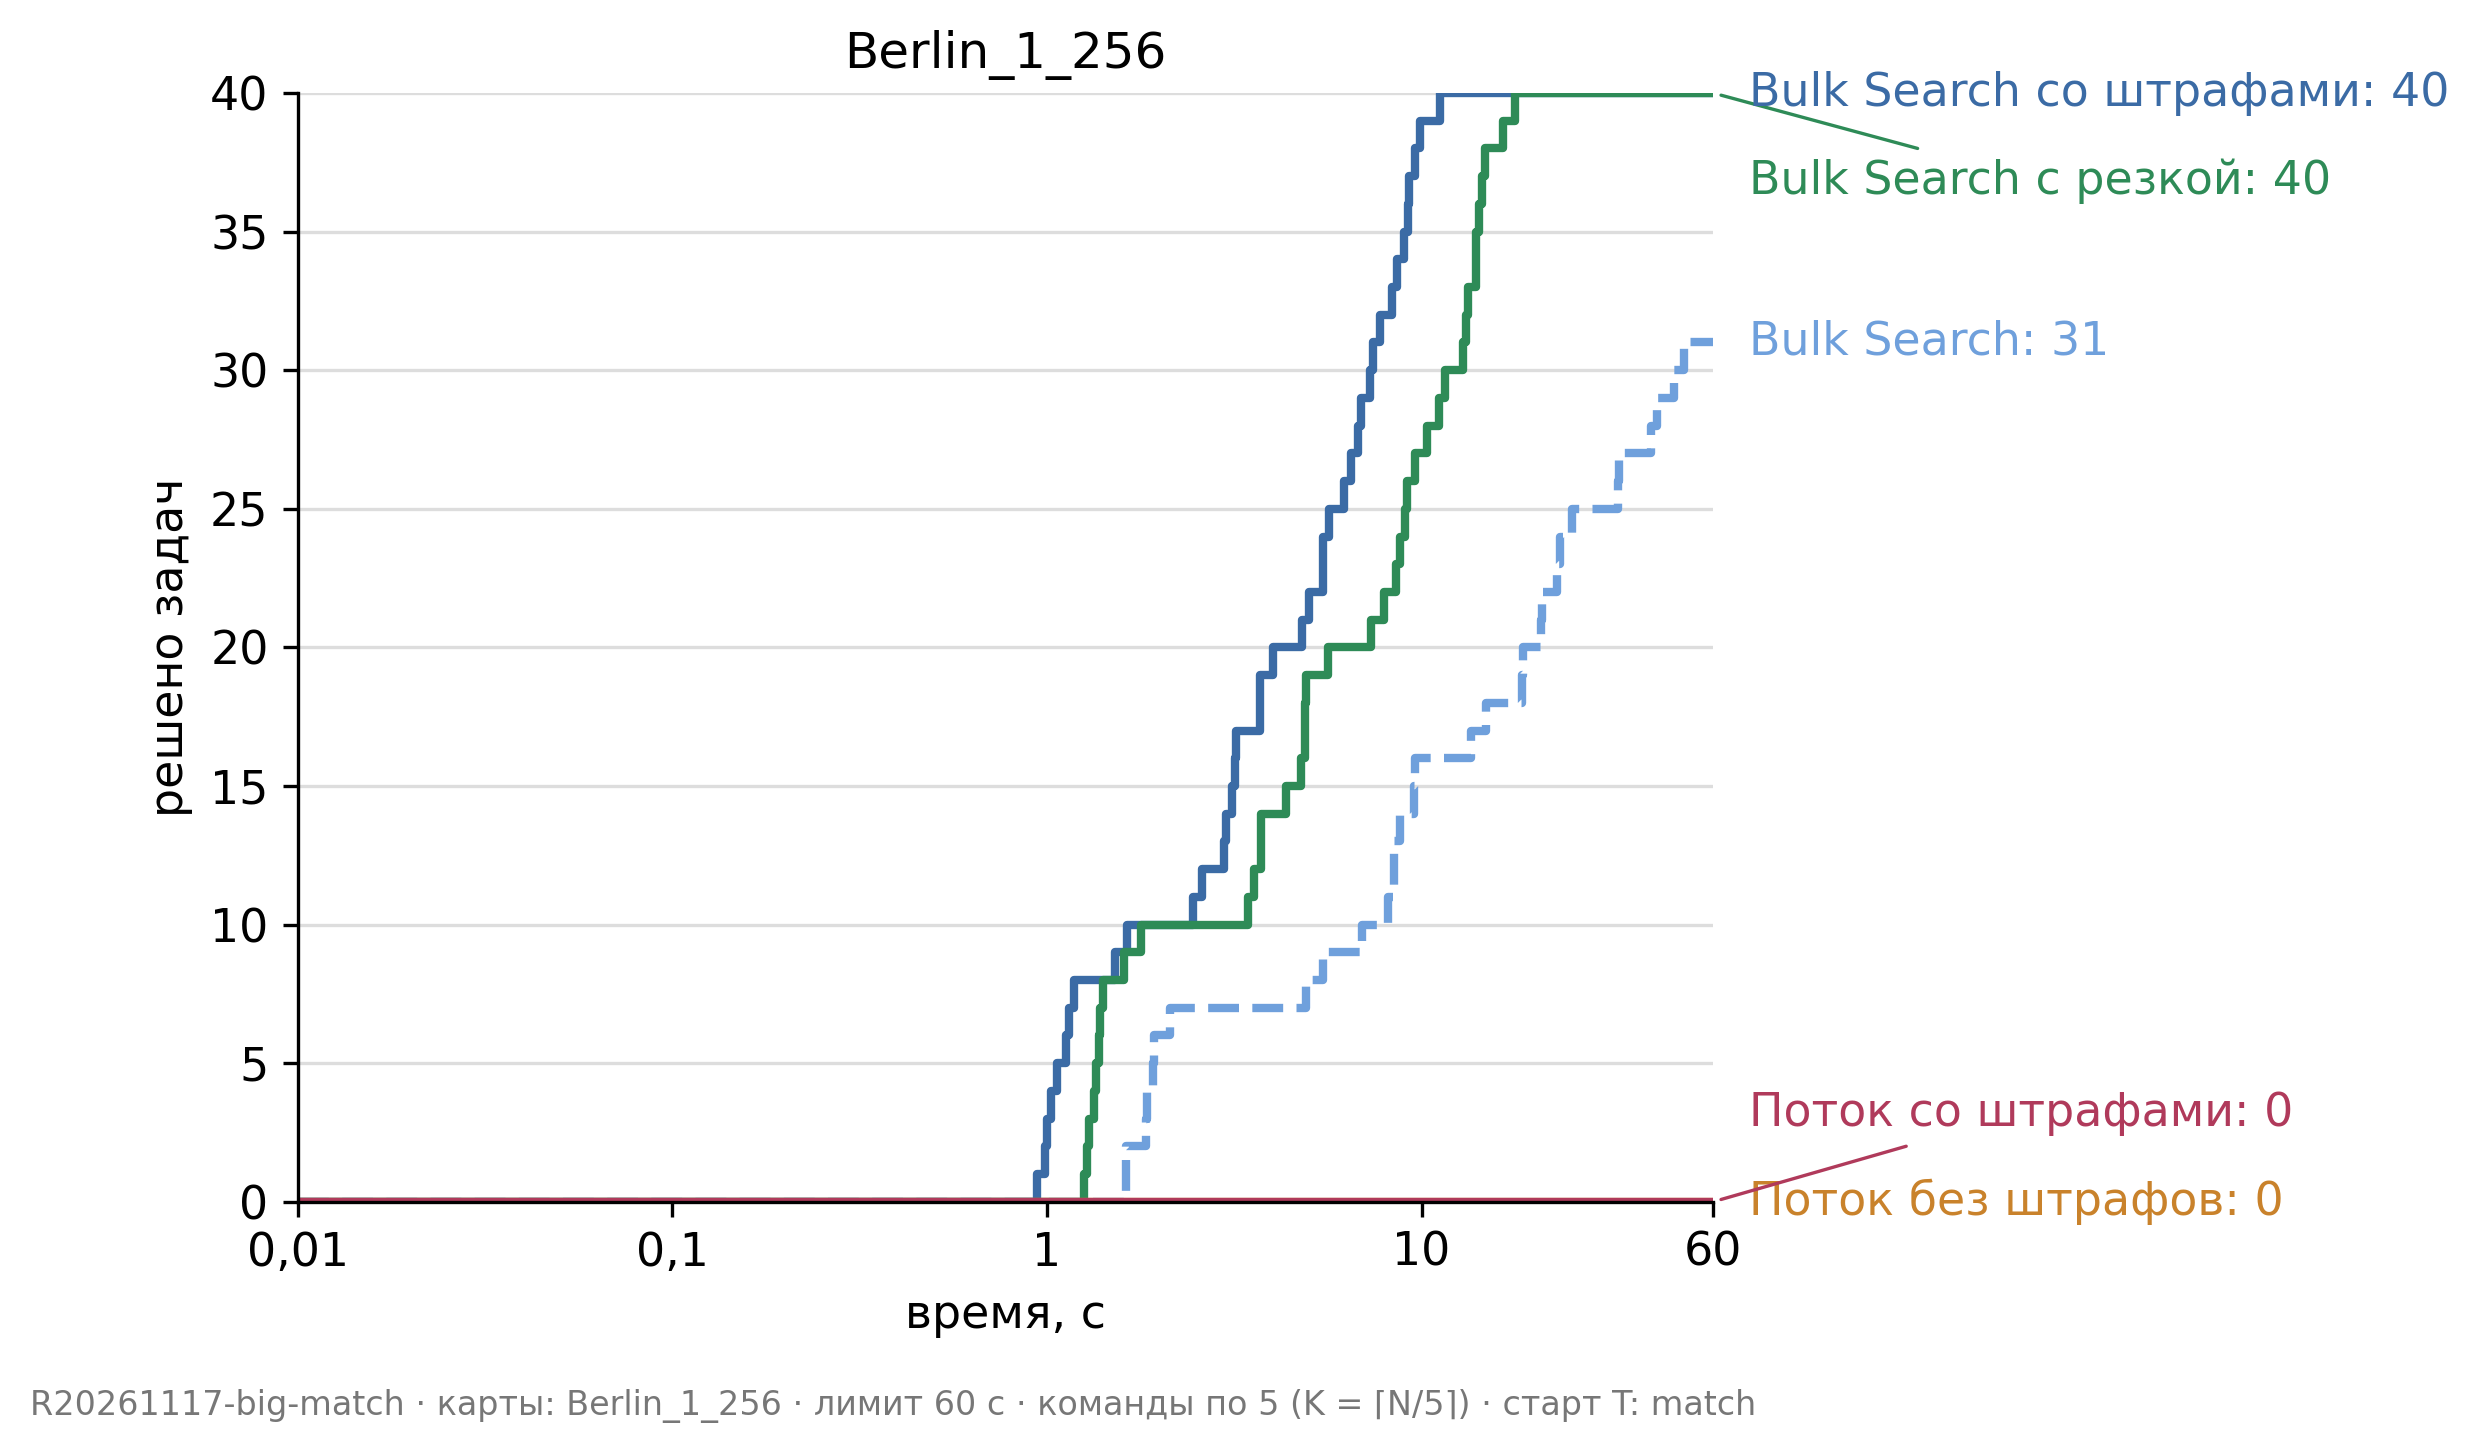 Berlin_1_256
40
35
30
25
20
15
10
5
0
решено задач
0,01
0,1
1
10
60
время, с
Bulk Search со штрафами: 40
Bulk Search с резкой: 40
Bulk Search: 31
Поток со штрафами: 0
Поток без штрафов: 0
R20261117-big-match · карты: Berlin_1_256 · лимит 60 с · команды по 5 (K = ⌈N/5⌉) · старт T: match